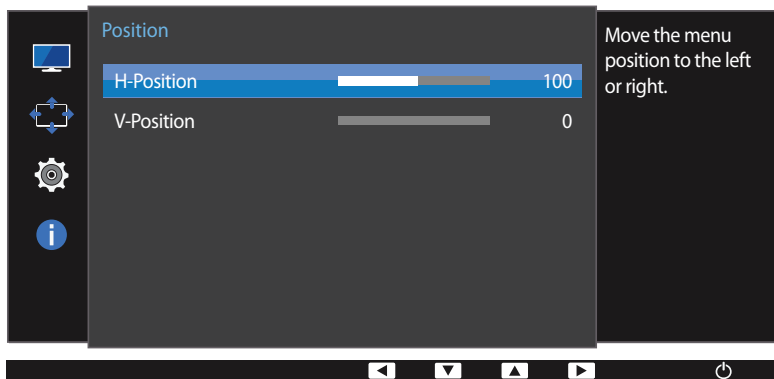 Position
H-Position 100
V-Position 0
Move the menu
position to the left
or right.
i